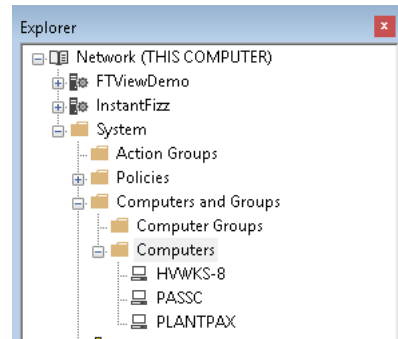 Explorer
Network (THIS COMPUTER)
FTViewDemo
InstantFizz
System
Action Groups
Policies
Computers and Groups
Computer Groups
Computers
HVWKS-8
PASSC
PLANTPAX